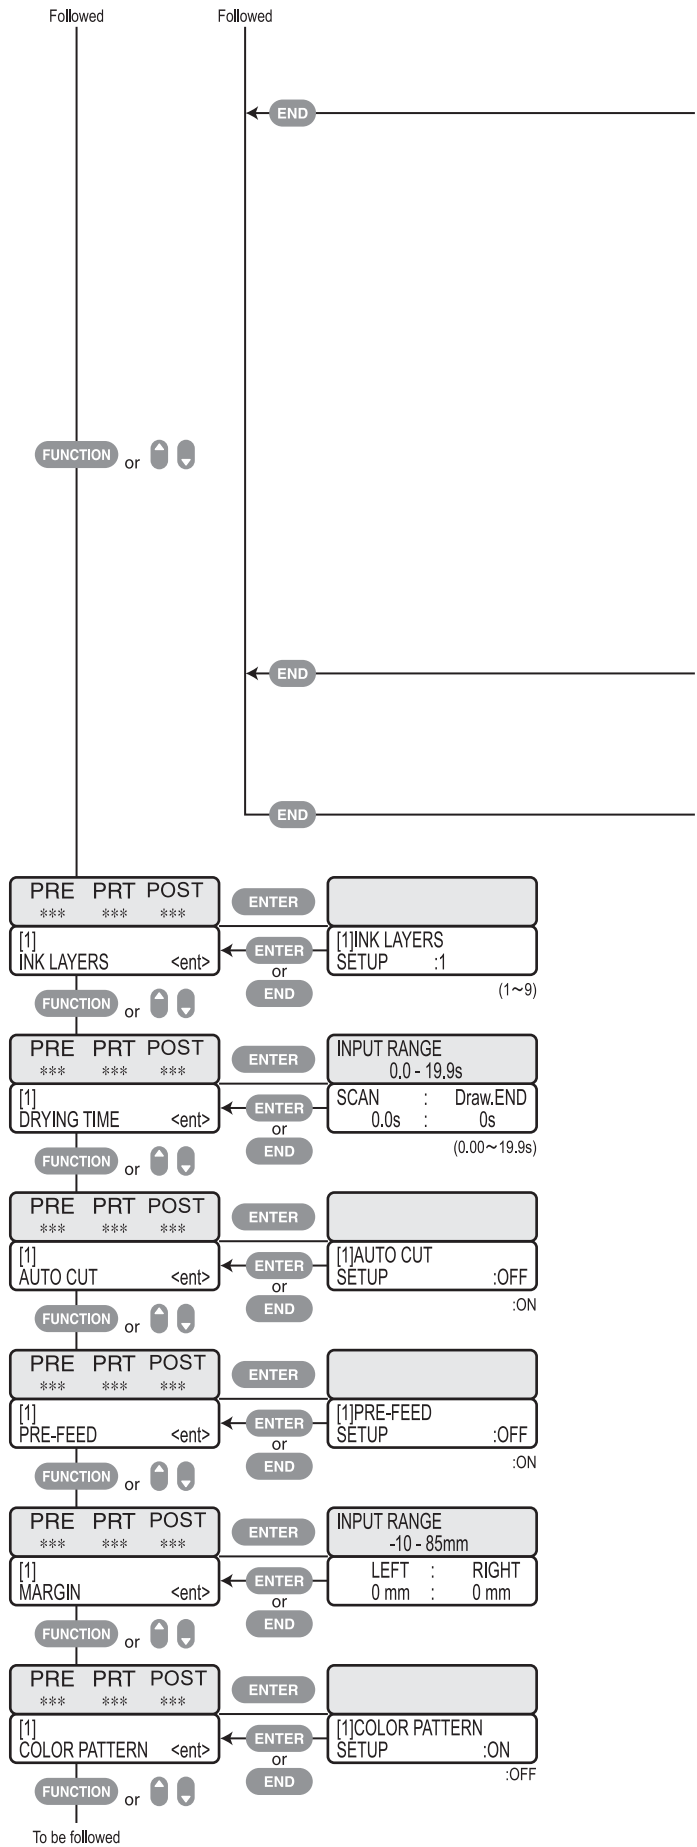 Followed
Followed
END
FUNCTION or
END
END
PRE PRT POST
*** *** ***
ENTER
[1]
INK LAYERS <ent>
ENTER
or
END
[1]INK LAYERS
SETUP :1
(1~9)
FUNCTION or
PRE PRT POST
*** *** ***
ENTER
INPUT RANGE
0.0 - 19.9s
[1]
DRYING TIME <ent>
ENTER
or
END
SCAN : Draw.END
0.0s : 0s
(0.00~19.9s)
FUNCTION or
PRE PRT POST
*** *** ***
ENTER
[1]
AUTO CUT <ent>
ENTER
or
END
[1]AUTO CUT
SETUP :OFF
:ON
FUNCTION or
PRE PRT POST
*** *** ***
ENTER
[1]
PRE-FEED <ent>
ENTER
or
END
[1]PRE-FEED
SETUP :OFF
:ON
FUNCTION or
PRE PRT POST
*** *** ***
ENTER
INPUT RANGE
-10 - 85mm
[1]
MARGIN <ent>
ENTER
or
END
LEFT : RIGHT
0 mm : 0 mm
FUNCTION or
PRE PRT POST
*** *** ***
ENTER
[1]
COLOR PATTERN <ent>
ENTER
or
END
[1]COLOR PATTERN
SETUP :ON
:OFF
FUNCTION or
To be followed